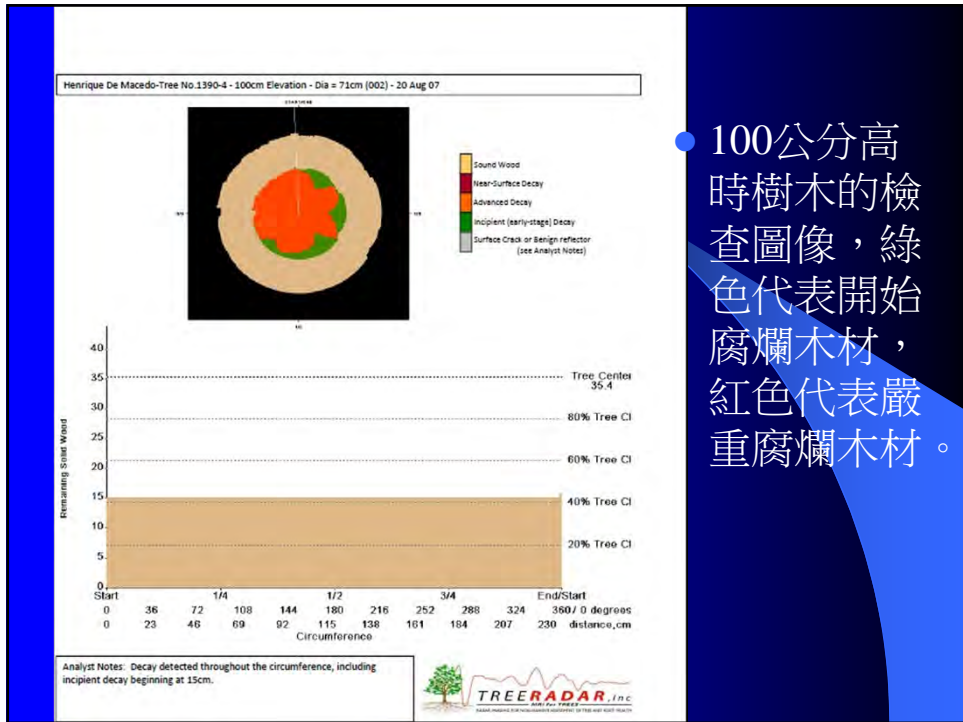 Henrique De Macedo-Tree No.1390-4 - 100cm Elevation - Dia = 71cm (002) - 20 Aug 07
Sound Wood
Near-Surface Decay
Advanced Decay
Incipient (early-stage) Decay
Surface Crack or Benign reflector
(see Analyst Notes)
40
35
30
25
20
15
10
5
0
Remaining Solid Wood
Tree Center
35.4
80% Tree CI
60% Tree CI
40% Tree CI
20% Tree CI
Start 1/4 1/2 3/4 End/Start
0 36 72 108 144 180 216 252 288 324 360/ 0 degrees
0 23 46 69 92 115 138 161 184 207 230 distance,cm
Circumference
Analyst Notes: Decay detected throughout the circumference, including
incipient decay beginning at 15cm.
TREERADAR, Inc
100公分高
時樹木的檢
查圖像，綠
色代表開始
腐爛木材，
紅色代表嚴
重腐爛木材。